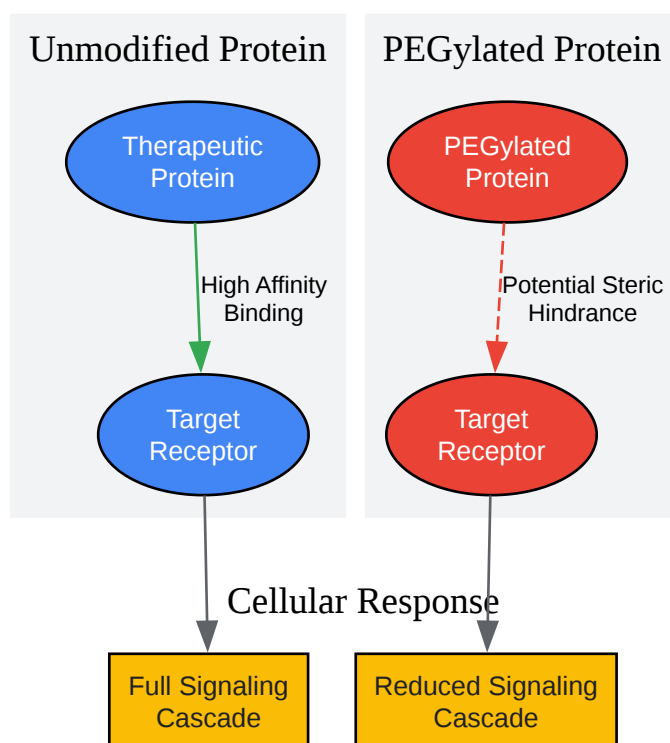 Unmodified Protein
Therapeutic
Protein
High Affinity
Binding
Target
Receptor
PEGylated Protein
PEGylated
Protein
Potential Steric
Hindrance
Target
Receptor
Cellular Response
Full Signaling
Cascade
Reduced Signaling
Cascade